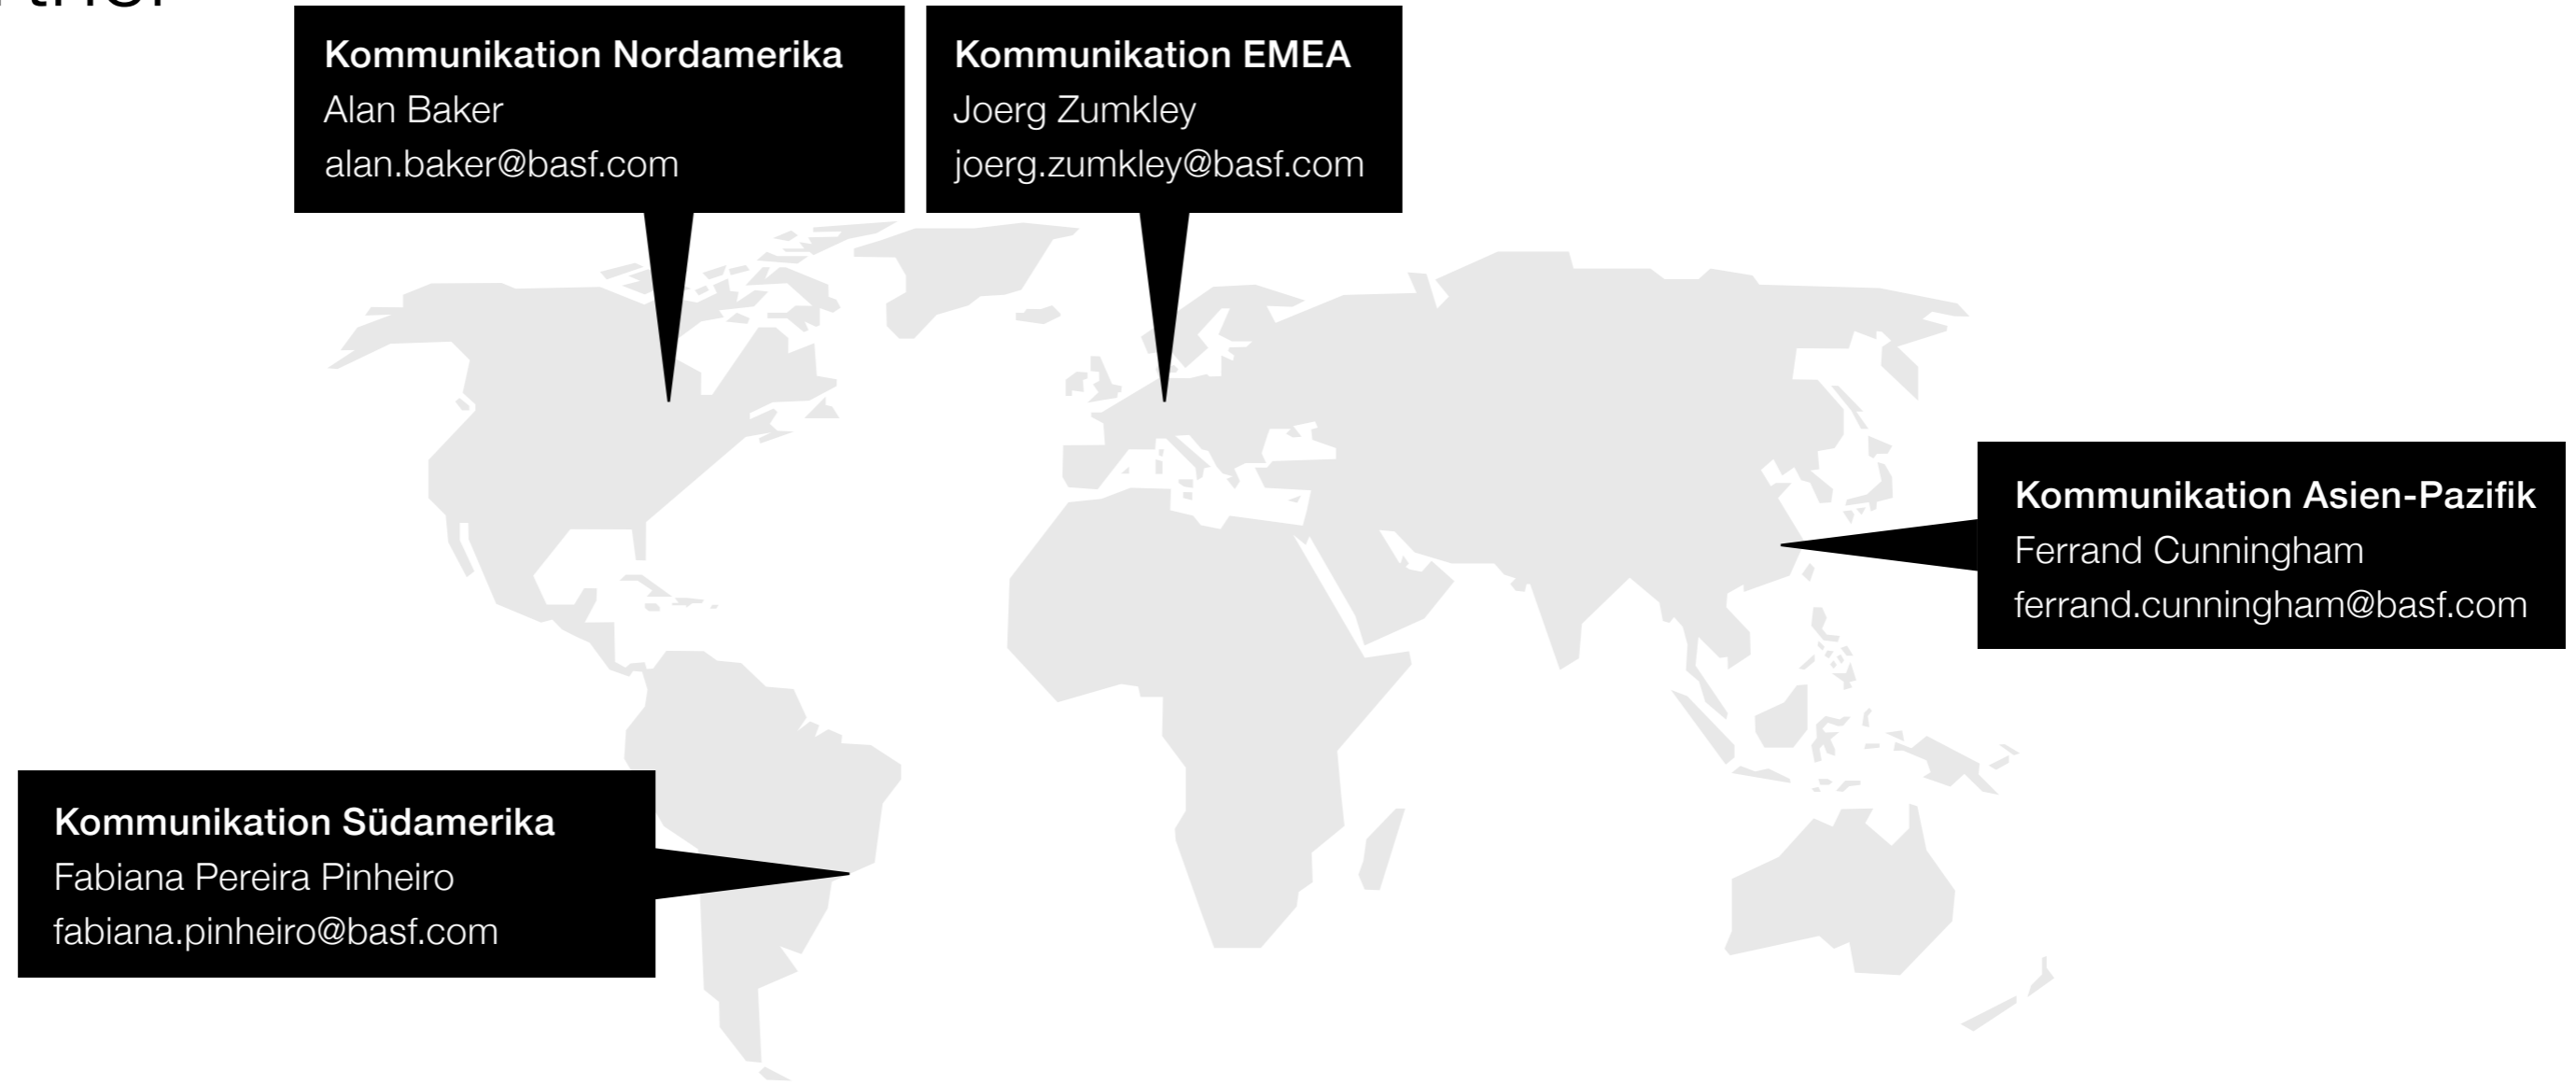 Kommunikation Nordamerika
Alan Baker
alan.baker@basf.com
Kommunikation EMEA
Joerg Zumkley
joerg.zumkley@basf.com
Kommunikation Asien-Pazifik
Ferrand Cunningham
ferrand.cunningham@basf.com
Kommunikation Südamerika
Fabiana Pereira Pinheiro
fabiana.pinheiro@basf.com